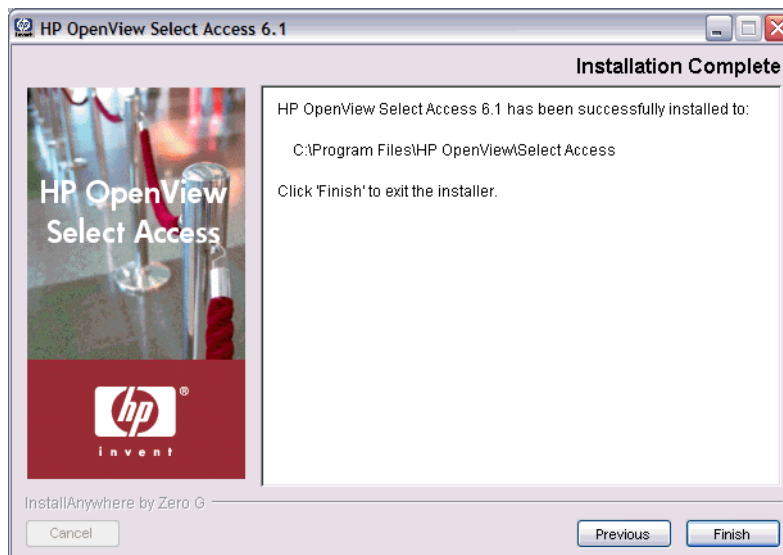 HP OpenView Select Access 6.1
Installation Complete
HP OpenView Select Access 6.1 has been successfully installed to:
C:\Program Files\HP OpenView\Select Access
Click 'Finish' to exit the installer.
HP OpenView
Select Access
hp
®
invent
InstallAnywhere by Zero G
Cancel
Previous
Finish